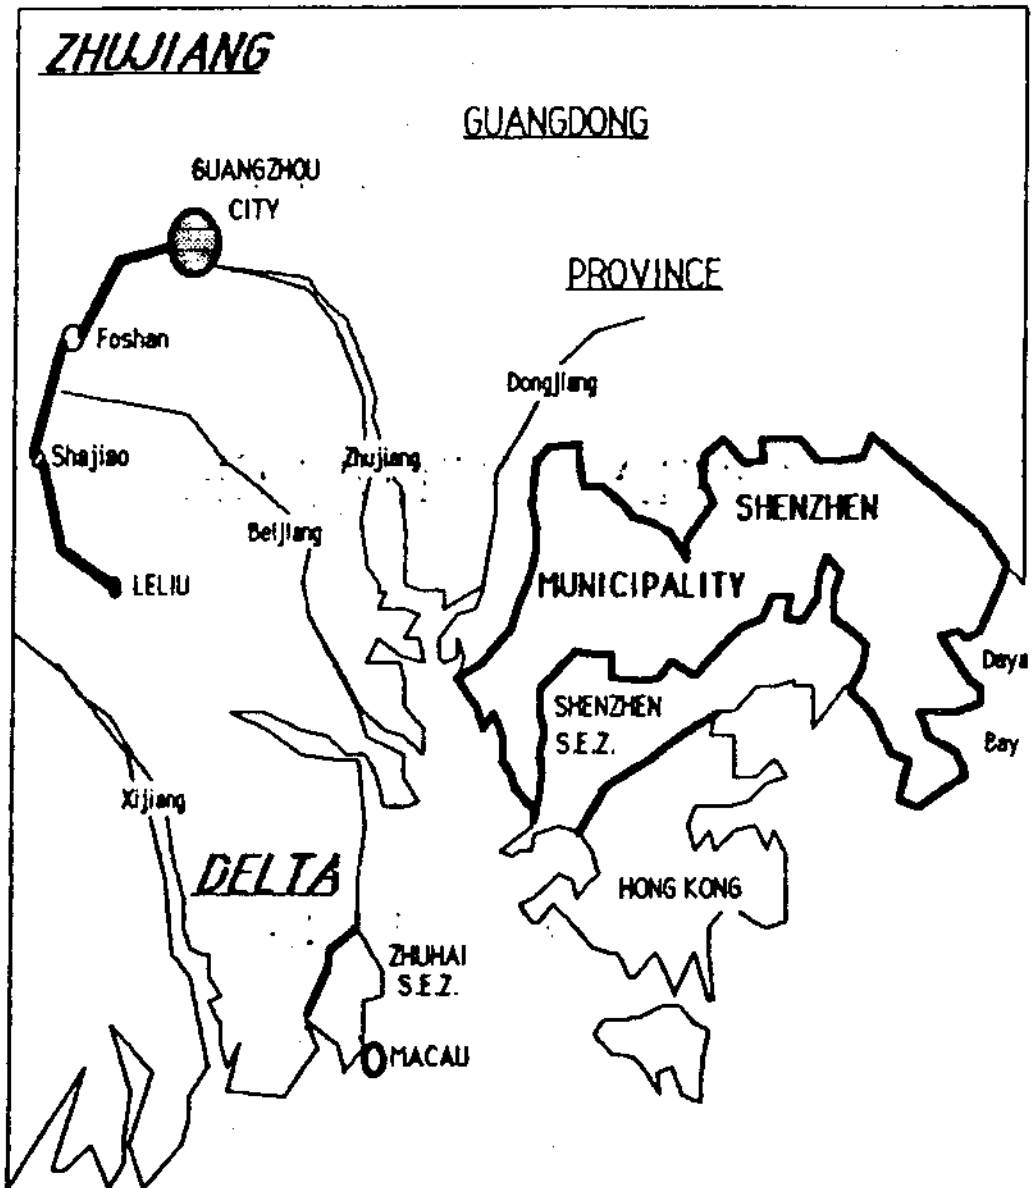 ZHUJIANG
GUANGDONG
GUANGZHOU
CITY
PROVINCE
Foshan
Dongjiang
Shajiao
Zhujiang
SHENZHEN
Beijiang
LELIU
MUNICIPALITY
Daya
SHENZHEN
S.E.Z.
Bay
Xijiang
DELTA
HONG KONG
ZHUHAI
S.E.Z.
MACAU